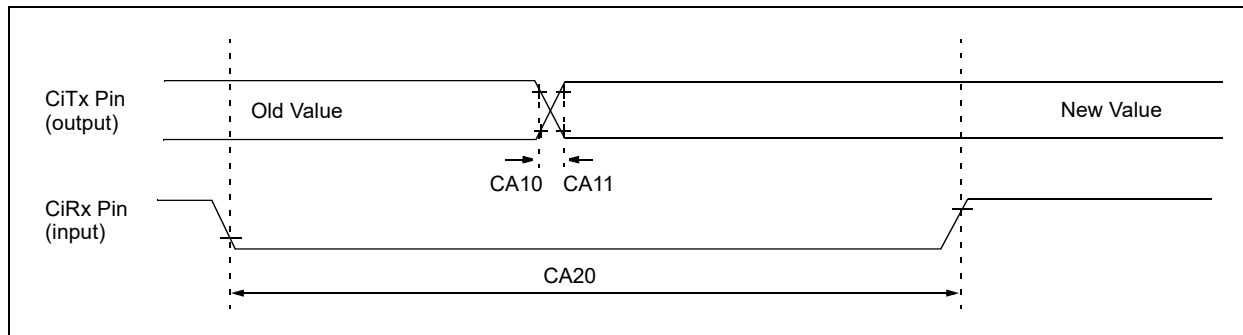 CiTx Pin
(output)
Old Value
New Value
CA10 CA11
CiRx Pin
(input)
CA20